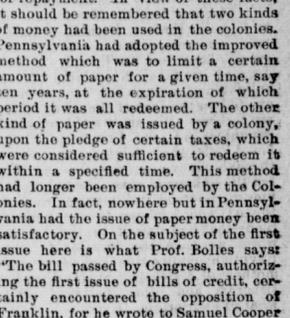 of repayment. In view of these facts,
t should be remembered that two kinds
of money had been used in the colonies.
Pennsylvania had adopted the improved
method which was to limit a certain
amount of paper for a given time, say
ten years, at the expiration of which
period it was all redeemed. The other
kind of paper was issued by a colony,
upon the pledge of certain taxes, which
were considered sufficient to redeem it
within a specified time. This method
had longer been employed by the Col-
onies. In fact, nowhere but in Pennsyl-
vania had the issue of paper money been
satisfactory. On the subject of the first
issue here is what Prof. Bolles says:
"The bill passed by Congress, authoriz-
ing the first issue of bills of credit, cer-
tainly encountered the opposition of
Franklin, for he wrote to Samuel Cooper